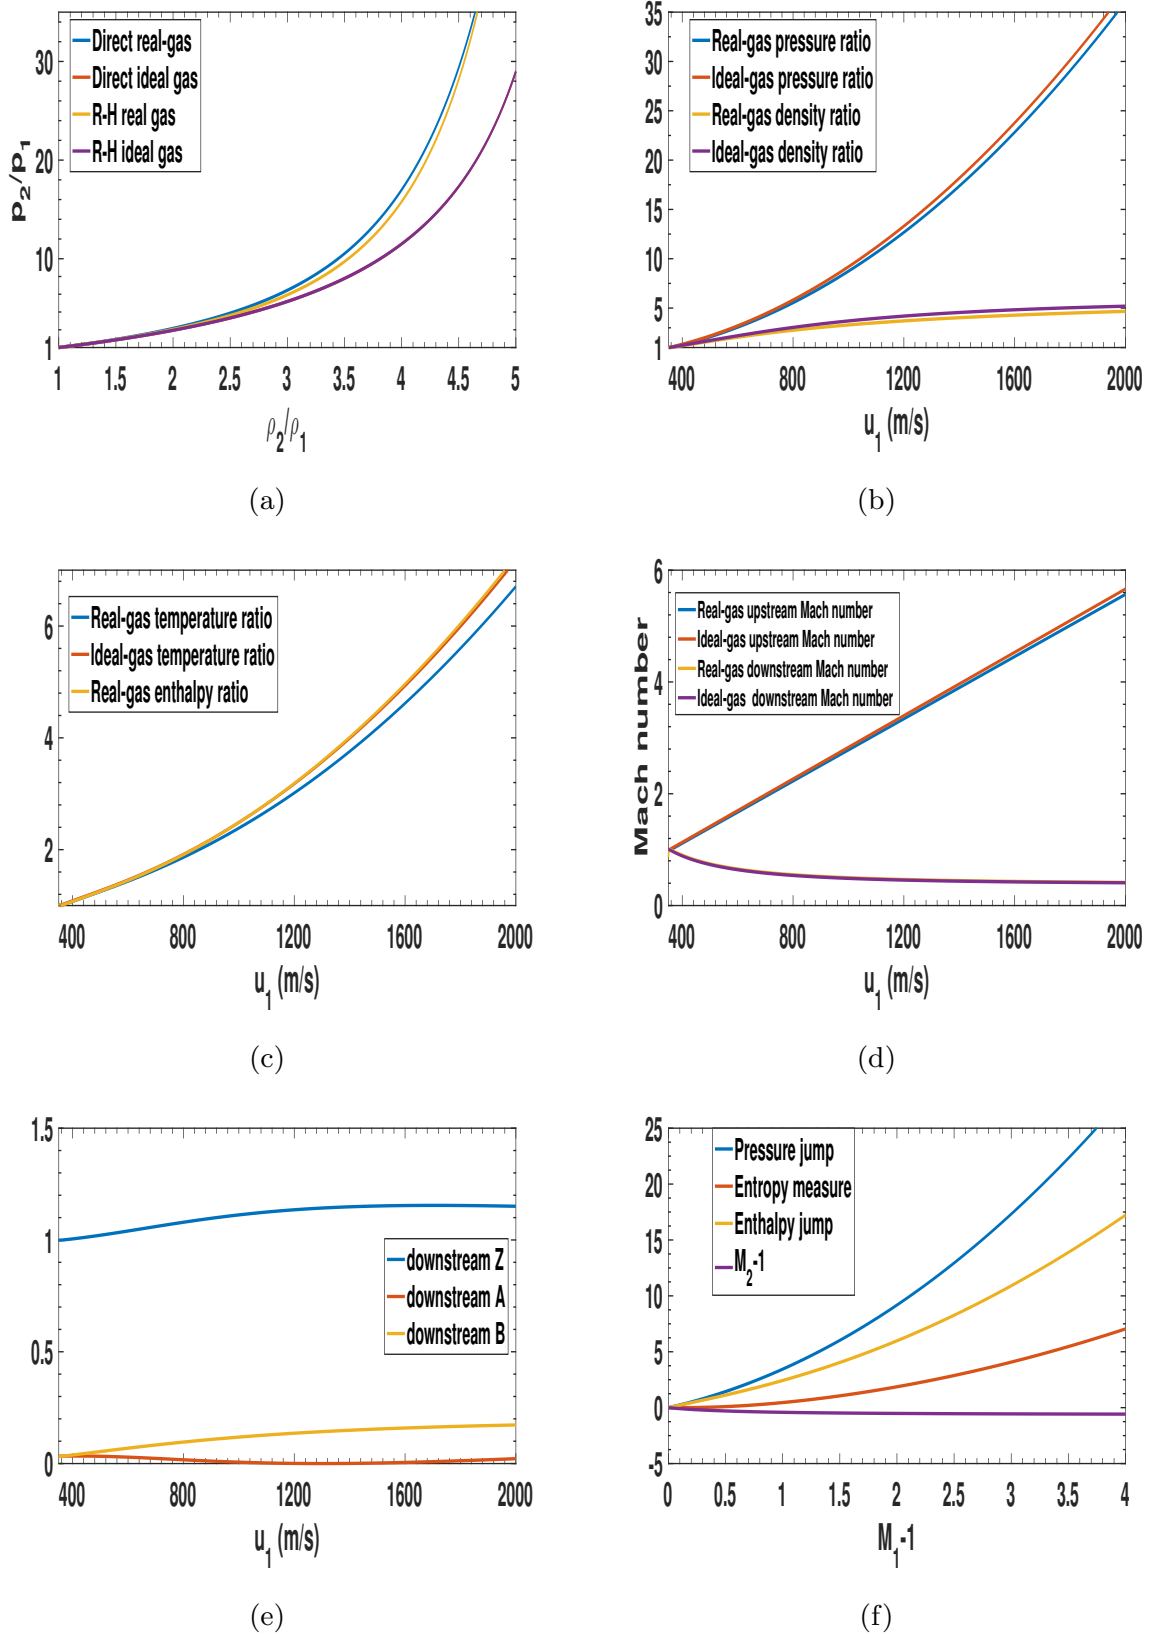 Direct real-gas
Direct ideal gas
R-H real gas
R-H ideal gas
p2/p1
30
20
10
1
1 1.5 2 2.5 3 3.5 4 4.5 5
ρ2/ρ1
(a)
Real-gas pressure ratio
Ideal-gas pressure ratio
Real-gas density ratio
Ideal-gas density ratio
35
30
25
20
15
10
5
1
400 800 1200 1600 2000
u1 (m/s)
(b)
Real-gas temperature ratio
Ideal-gas temperature ratio
Real-gas enthalpy ratio
6
4
2
400 800 1200 1600 2000
u1 (m/s)
(c)
Real-gas upstream Mach number
Ideal-gas upstream Mach number
Real-gas downstream Mach number
Ideal-gas downstream Mach number
Mach number
6
4
2
0
400 800 1200 1600 2000
u1 (m/s)
(d)
1.5
1
0.5
0
downstream Z
downstream A
downstream B
400 800 1200 1600 2000
u1 (m/s)
(e)
Pressure jump
Entropy measure
Enthalpy jump
M2-1
25
20
15
10
5
0
-5
0 0.5 1 1.5 2 2.5 3 3.5 4
M1-1
(f)